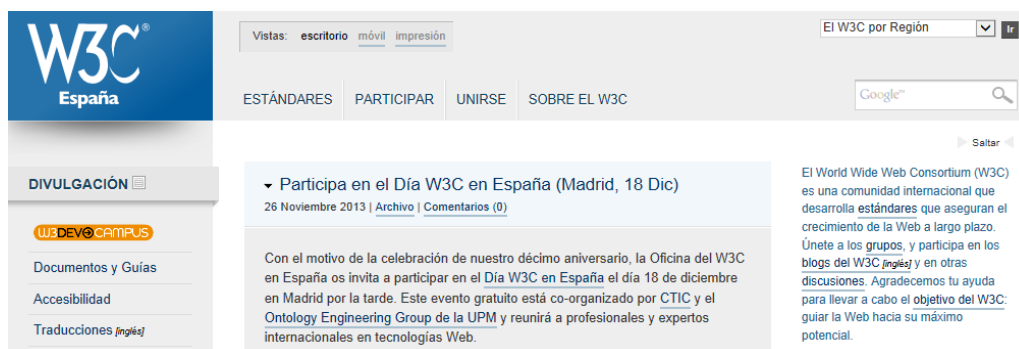 W3C®
España
Vistas: escritorio móvil impresión
El W3C por Región
Ir
ESTÁNDARES PARTICIPAR UNIRSE SOBRE EL W3C
Google™
Saltar
DIVULGACIÓN
W3DEVCAMPUS
Documentos y Guías
Accesibilidad
Traducciones [inglés]
Participa en el Día W3C en España (Madrid, 18 Dic)
26 Noviembre 2013 | Archivo | Comentarios (0)
Con el motivo de la celebración de nuestro décimo aniversario, la Oficina del W3C
en España os invita a participar en el Día W3C en España el día 18 de diciembre
en Madrid por la tarde. Este evento gratuito está co-organizado por CTIC y el
Ontology Engineering Group de la UPM y reunirá a profesionales y expertos
internacionales en tecnologías Web.
El World Wide Web Consortium (W3C)
es una comunidad internacional que
desarrolla estándares que aseguran el
crecimiento de la Web a largo plazo.
Únete a los grupos, y participa en los
blogs del W3C [inglés] y en otras
discusiones. Agradecemos tu ayuda
para llevar a cabo el objetivo del W3C:
guiar la Web hacia su máximo
potencial.